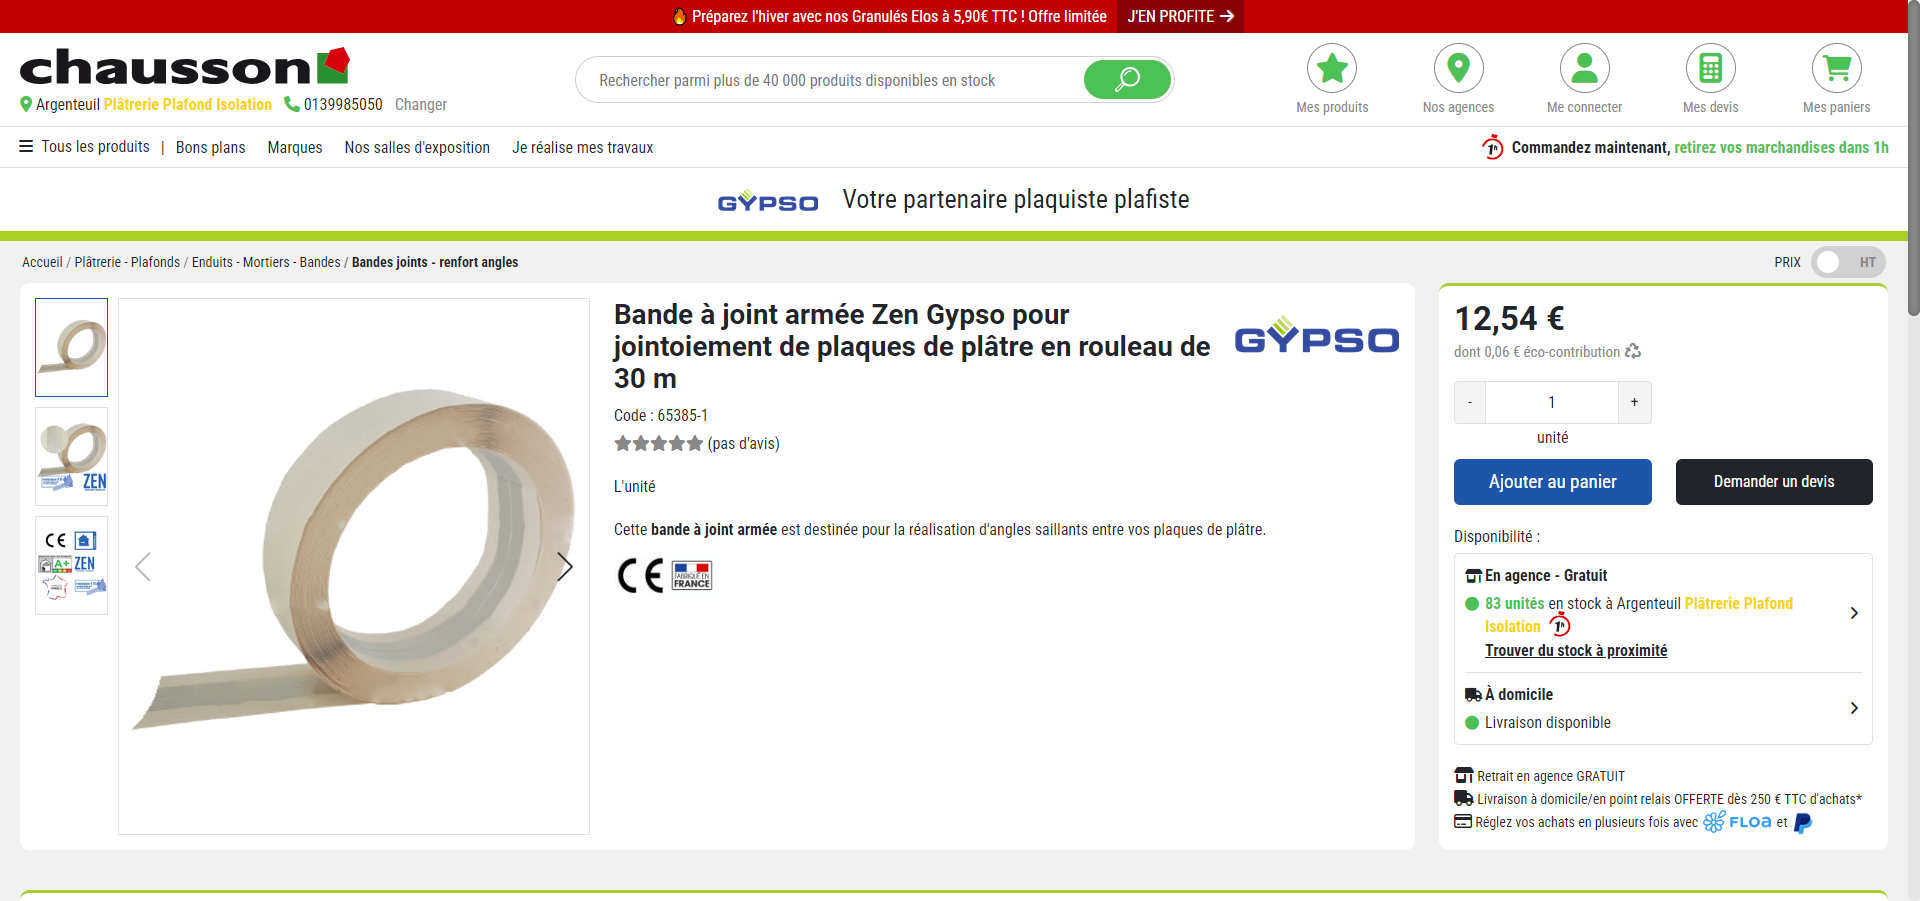 Préparez l'hiver avec nos Granulés Elos à 5,90€ TTC ! Offre limitée J'EN PROFITE →
chausson
Argenteuil Plâtrerie Plafond Isolation 0139985050 Changer
Rechercher parmi plus de 40 000 produits disponibles en stock
Mes produits
Nos agences
Me connecter
Mes devis
Mes paniers
Tous les produits | Bons plans Marques Nos salles d'exposition Je réalise mes travaux
1h Commandez maintenant, retirez vos marchandises dans 1h
GYPSO Votre partenaire plaquiste plafiste
Accueil / Plâtrerie - Plafonds / Enduits - Mortiers - Bandes / Bandes joints - renfort angles
PRIX HT
ZEN
CE
A+ ZEN
Bande à joint armée Zen Gypso pour
jointoiement de plaques de plâtre en rouleau de
30 m
GYPSO
Code : 65385-1
(pas d'avis)
L'unité
Cette bande à joint armée est destinée pour la réalisation d'angles saillants entre vos plaques de plâtre.
CE FABRIQUÉ EN
FRANCE
12,54 €
dont 0,06 € éco-contribution
- 1 +
unité
Ajouter au panier
Demander un devis
Disponibilité :
En agence - Gratuit
83 unités en stock à Argenteuil Plâtrerie Plafond
Isolation 1h
Trouver du stock à proximité
À domicile
Livraison disponible
Retrait en agence GRATUIT
Livraison à domicile/en point relais OFFERTE dès 250 € TTC d'achats*
Réglez vos achats en plusieurs fois avec FLOA et